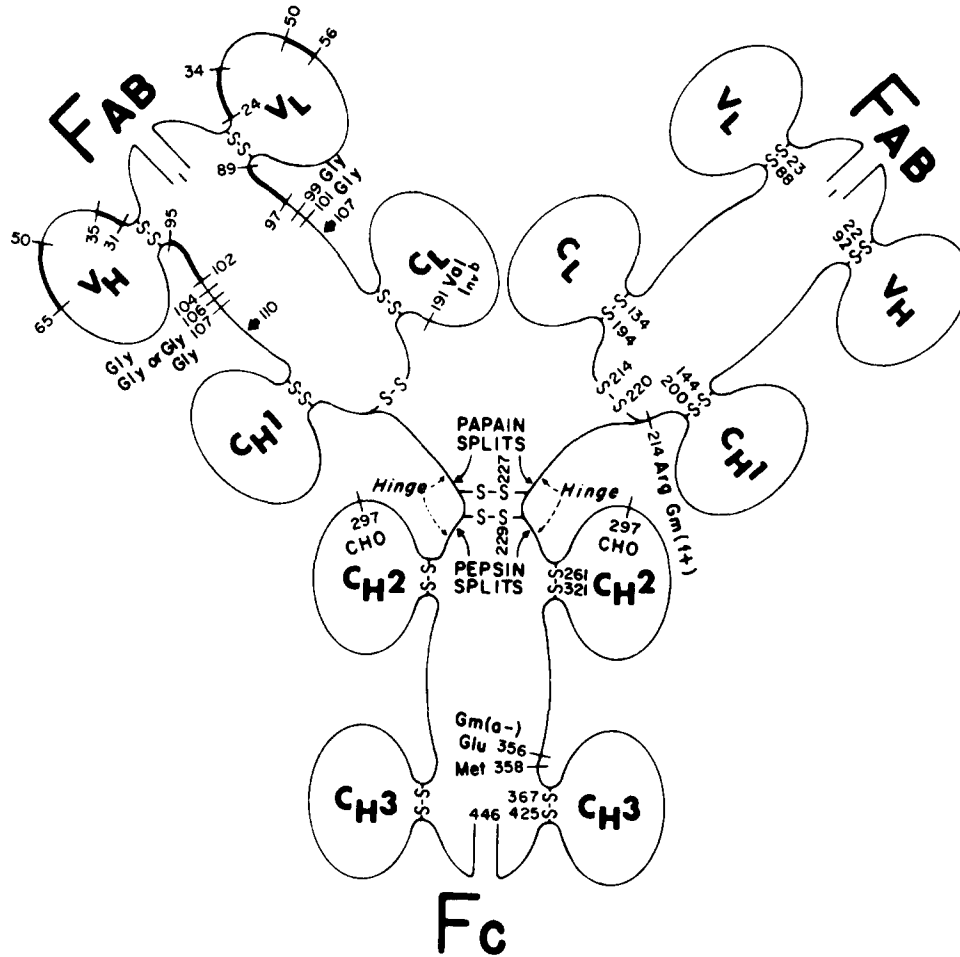 50
56
34
FAB
VL
24
S-S
89
99 Gly
101 Gly
97
107
50
35
31
S-S
95
VH
65
102
104
106
107
110
Gly
Gly or Gly
Gly
CL
191 Val
Inv b
S-S
S-S
CH1
S-S
FAB
VL
S-S
23
88
22
92
S-S
VH
CL
S-S
134
194
S-S
214
220
144
200
S-S
CH1
214 Arg Gm(f+)
PAPAIN
SPLITS
227
Hinge
S-S
Hinge
S-S
229
PEPSIN
SPLITS
297
CHO
CH2
S-S
297
CHO
S-S
261
321
CH2
Gm(a-)
Glu 356
Met 358
CH3
S-S
367
446 425
S-S
CH3
Fc